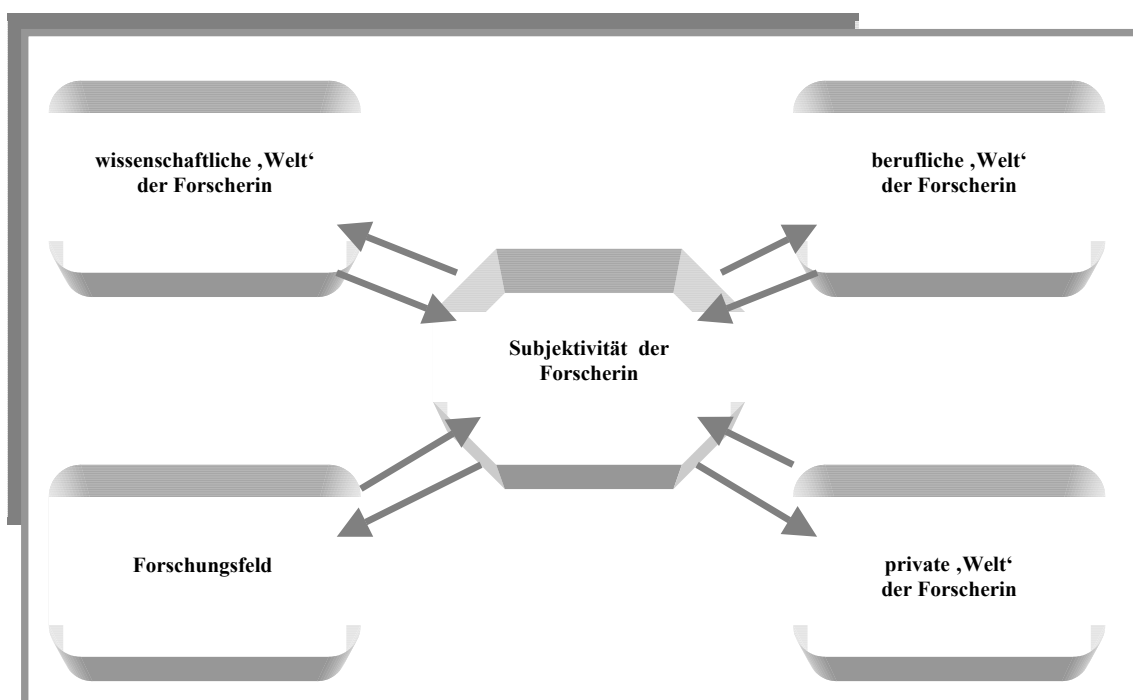 wissenschaftliche ‚Welt‘
der Forscherin
berufliche ‚Welt‘
der Forscherin
Subjektivität der
Forscherin
Forschungsfeld
private ‚Welt‘
der Forscherin